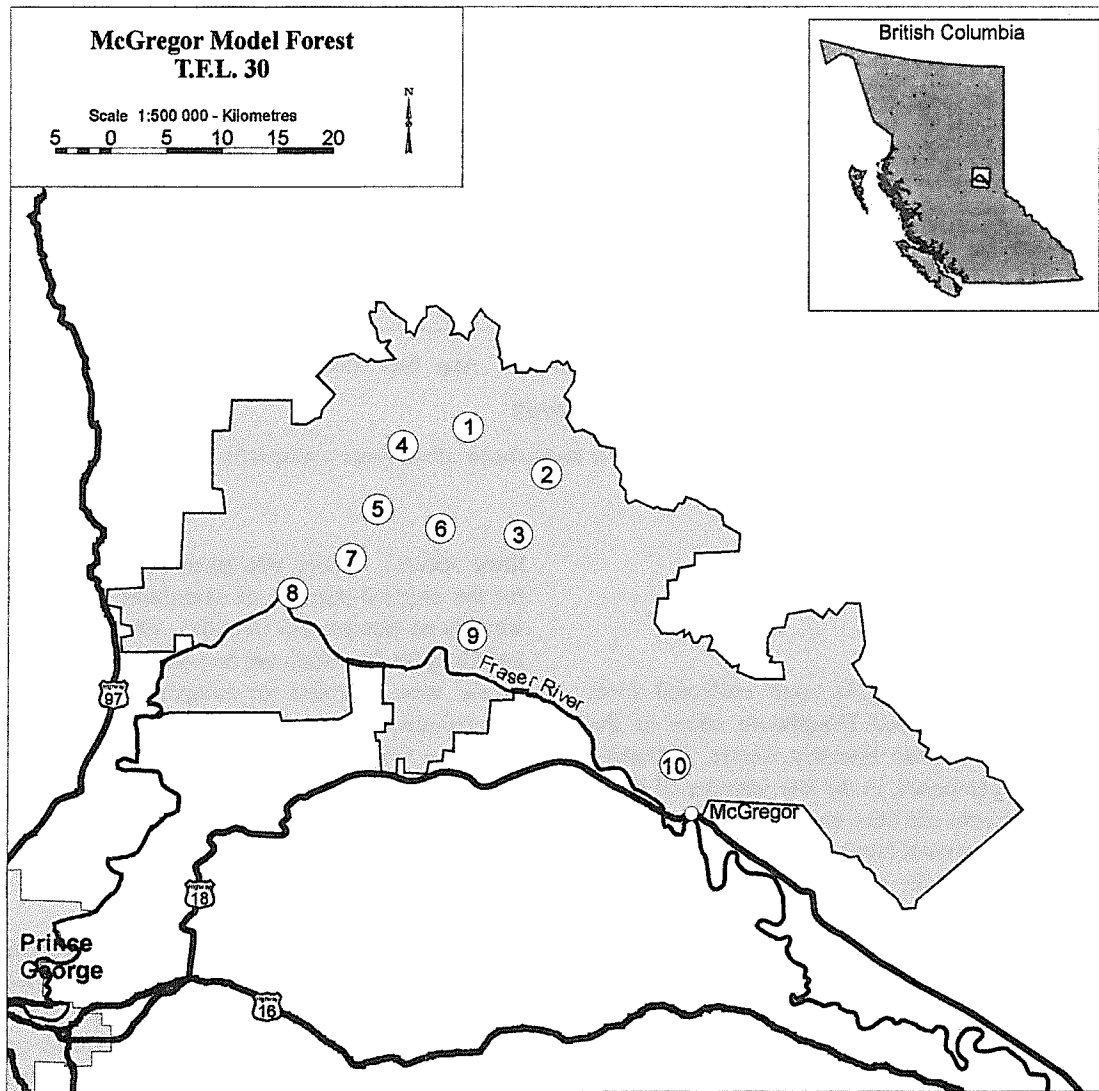 McGregor Model Forest
T.F.L. 30
Scale 1:500 000 - Kilometres
5 0 5 10 15 20
N
British Columbia
1
4
2
5
6
3
7
8
9
Fraser River
97
10
McGregor
18
Prince
George
16